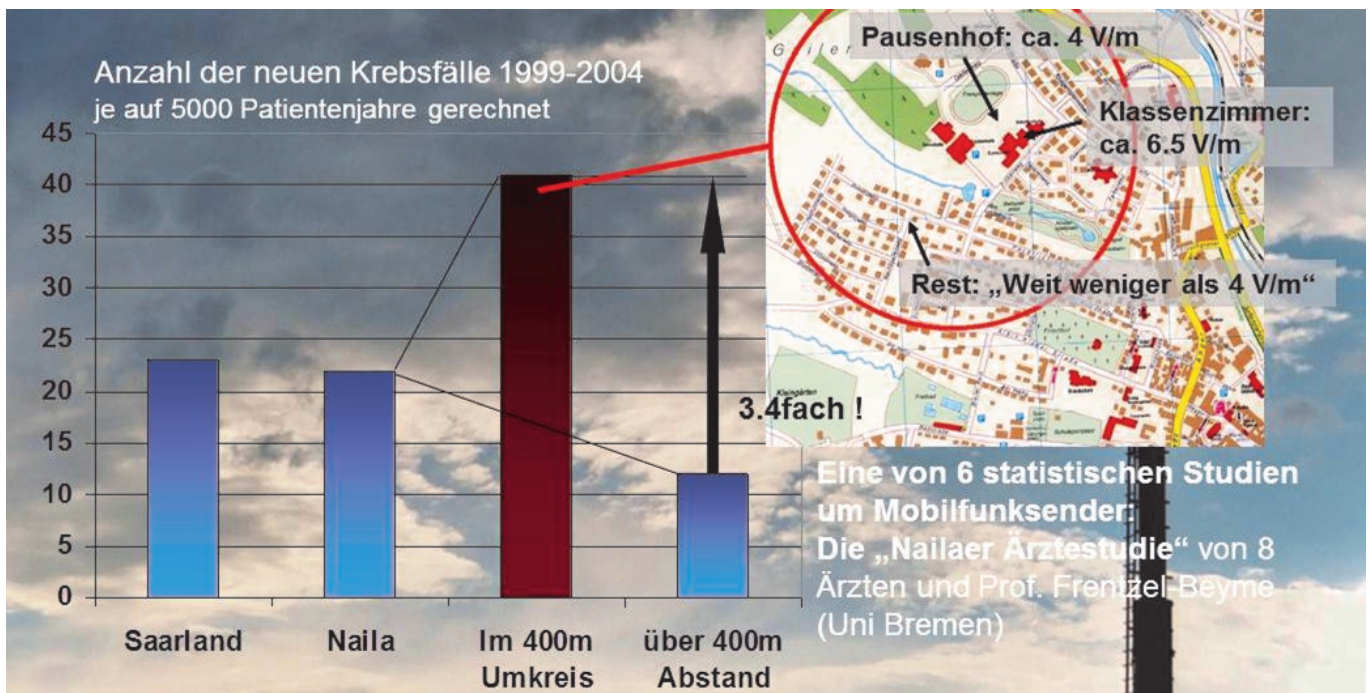 Anzahl der neuen Krebsfälle 1999-2004
je auf 5000 Patientenjahre gerechnet
45
40
35
30
25
20
15
10
5
0
Saarland
Naila
Im 400m
Umkreis
über 400m
Abstand
3.4fach !
Pausenhof: ca. 4 V/m
Klassenzimmer:
ca. 6.5 V/m
Rest: „Weit weniger als 4 V/m“
Friedhof
Freibad
Kleingärten
Eine von 6 statistischen Studien
um Mobilfunksender:
Die „Nailaer Ärztestudie“ von 8
Ärzten und Prof. Frentzel-Beyme
(Uni Bremen)